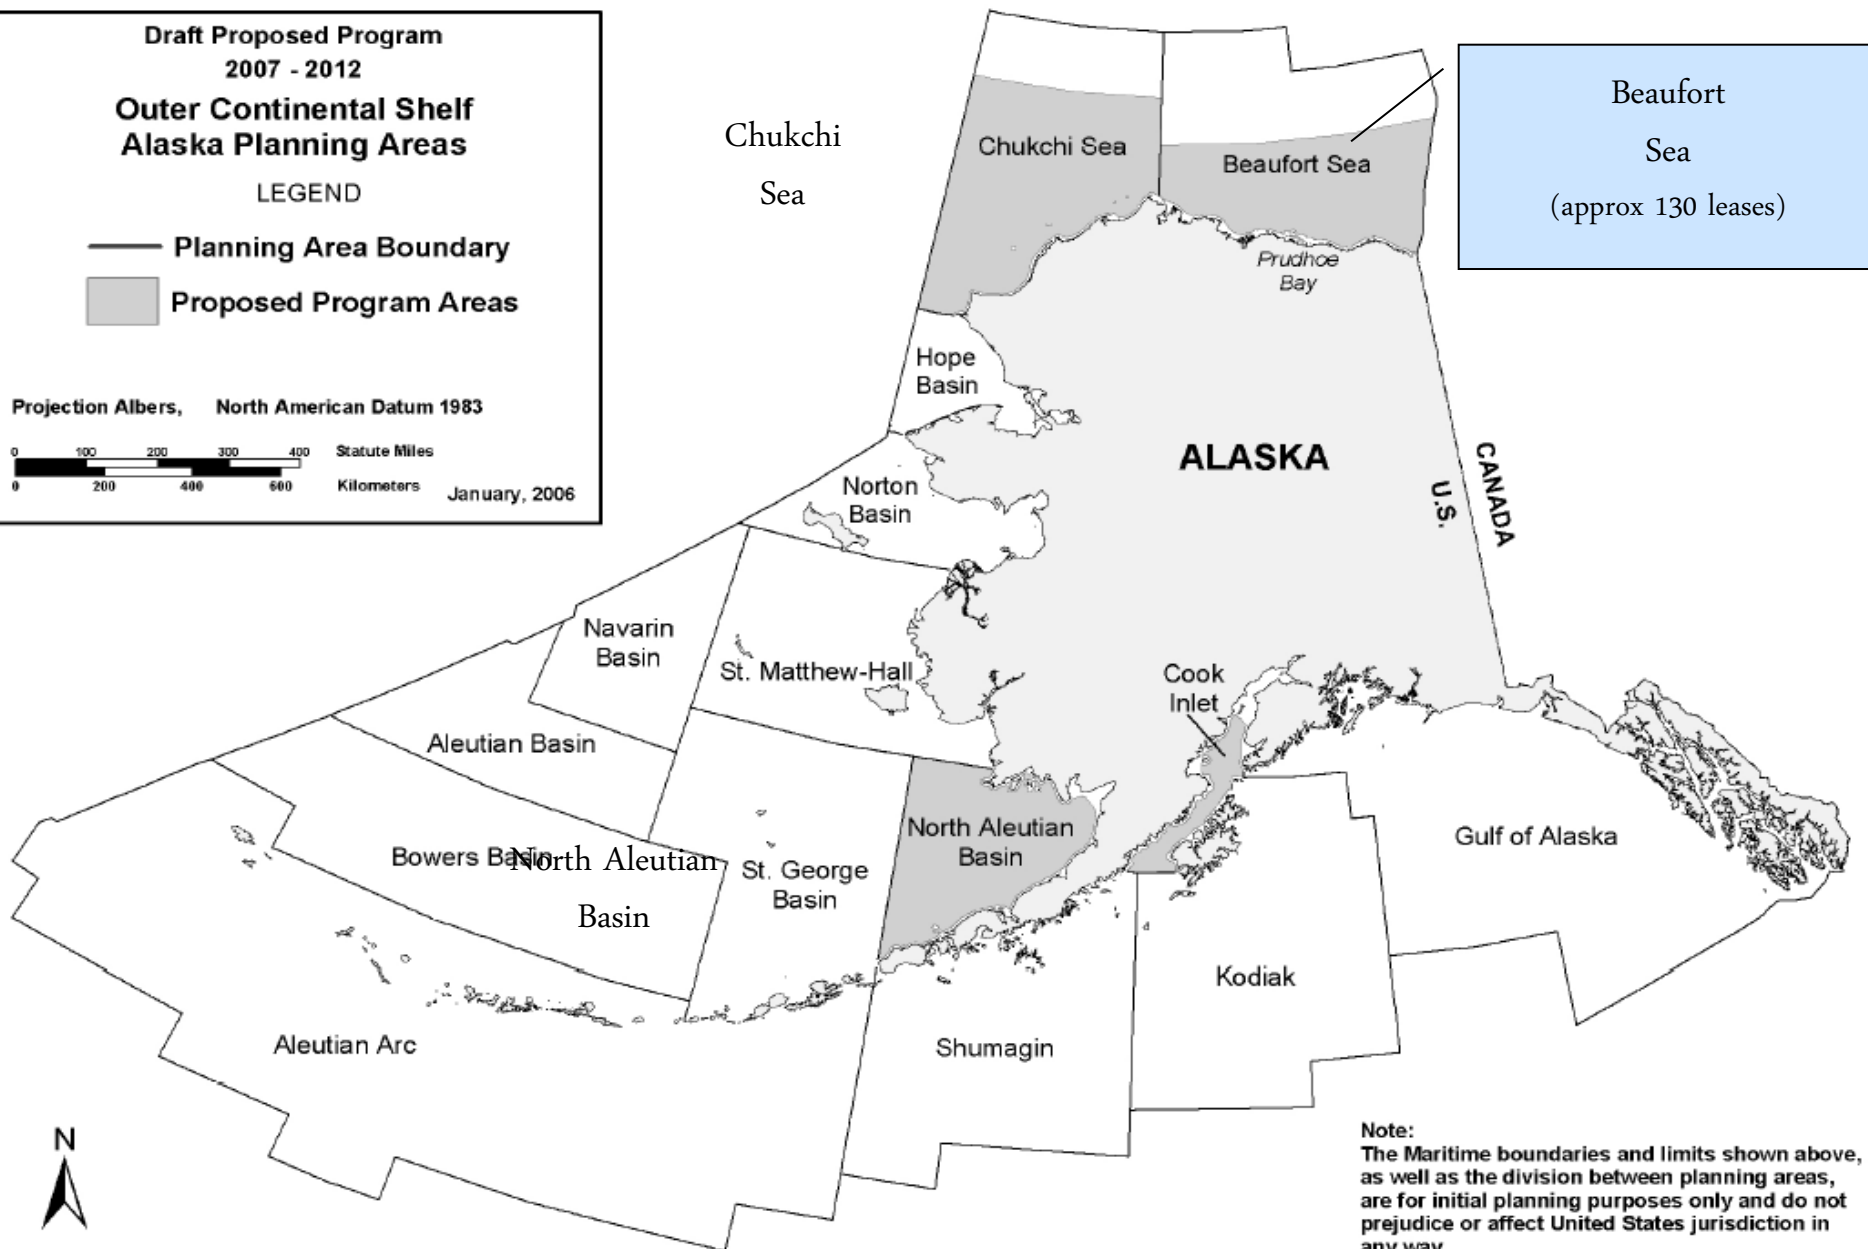 Draft Proposed Program
2007 - 2012
Outer Continental Shelf
Alaska Planning Areas
LEGEND
Planning Area Boundary
Proposed Program Areas
Projection Albers, North American Datum 1983
0 100 200 300 400 Statute Miles
0 200 400 600 Kilometers
January, 2006
Chukchi
Sea
Chukchi Sea
Beaufort Sea
Beaufort
Sea
(approx 130 leases)
Prudhoe
Bay
Hope
Basin
ALASKA
CANADA
U.S.
Norton
Basin
Navarin
Basin
St. Matthew-Hall
Cook
Inlet
Aleutian Basin
North Aleutian
Basin
Gulf of Alaska
Bowers Basin
North Aleutian
Basin
St. George
Basin
Kodiak
Aleutian Arc
Shumagin
N
Note:
The Maritime boundaries and limits shown above,
as well as the division between planning areas,
are for initial planning purposes only and do not
prejudice or affect United States jurisdiction in
any way